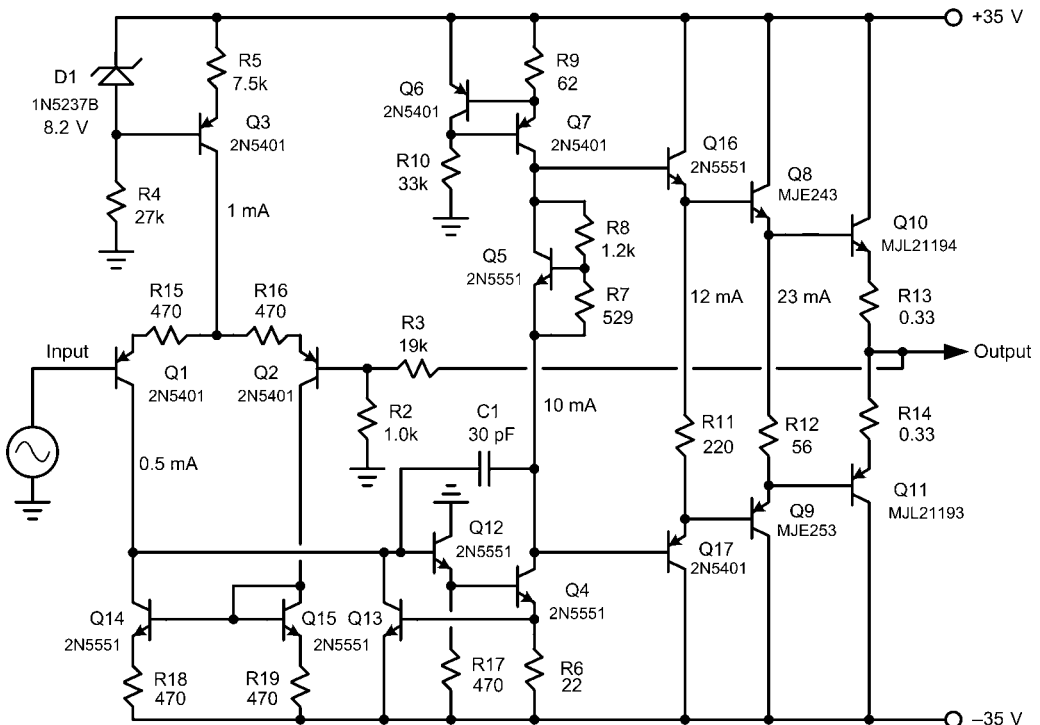 +35 V
D1
1N5237B
8.2 V
R5
7.5k
Q3
2N5401
R4
27k
1 mA
Q6
2N5401
R9
62
Q7
2N5401
R10
33k
Q16
2N5551
Q8
MJE243
Q10
MJL21194
Q5
2N5551
R8
1.2k
R7
529
12 mA
23 mA
R13
0.33
R15
470
R16
470
R3
19k
Input
Output
Q1
2N5401
Q2
2N5401
R2
1.0k
C1
30 pF
10 mA
R11
220
R12
56
R14
0.33
0.5 mA
Q12
2N5551
Q9
MJE253
Q11
MJL21193
Q17
2N5401
Q4
2N5551
Q14
2N5551
Q15
2N5551
Q13
R18
470
R19
470
R17
470
R6
22
–35 V